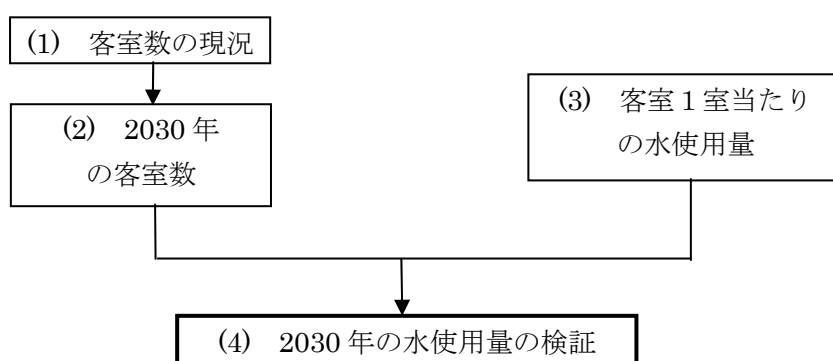 (1) 客室数の現況
(2) 2030 年
の客室数
(3) 客室１室当たり
の水使用量
(4) 2030 年の水使用量の検証